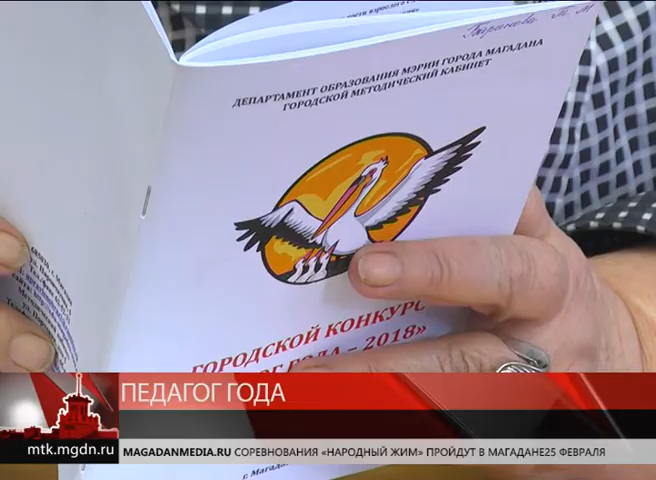 ДЕПАРТАМЕНТ ОБРАЗОВАНИЯ МЭРИИ ГОРОДА МАГАДАНА
ГОРОДСКОЙ МЕТОДИЧЕСКИЙ КАБИНЕТ
ГОРОДСКОЙ КОНКУРС
ГОДА – 2018»
ПЕДАГОГ ГОДА
mtk.mgdn.ru
MAGADANMEDIA.RU СОРЕВНОВАНИЯ «НАРОДНЫЙ ЖИМ» ПРОЙДУТ В МАГАДАНЕ25 ФЕВРАЛЯ
г. Магадан